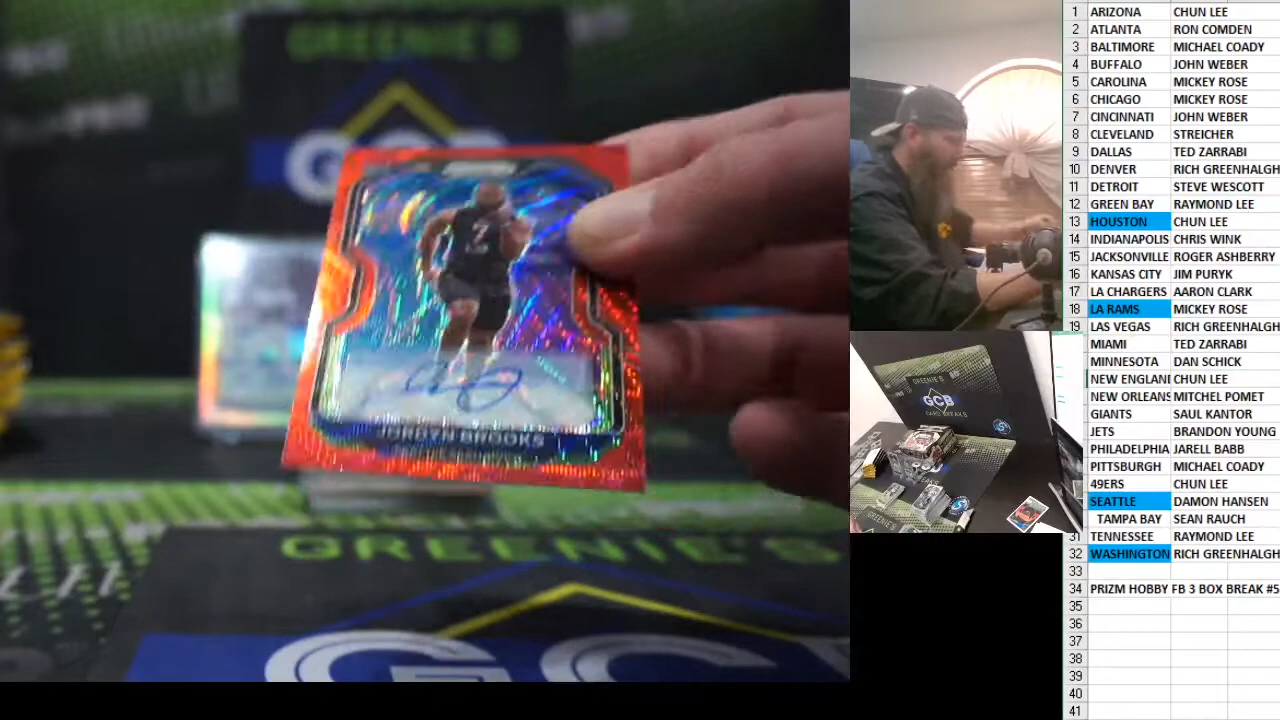 GREENIE'S
GCB
BROOKS
GREENIE'S
GCB
GREENIE'S
GCB
CARD BREAKS
GREENIE'S
1 ARIZONA CHUN LEE
2 ATLANTA RON COMDEN
3 BALTIMORE MICHAEL COADY
4 BUFFALO JOHN WEBER
5 CAROLINA MICKEY ROSE
6 CHICAGO MICKEY ROSE
7 CINCINNATI JOHN WEBER
8 CLEVELAND STREICHER
9 DALLAS TED ZARRABI
10 DENVER RICH GREENHALGH
11 DETROIT STEVE WESCOTT
12 GREEN BAY RAYMOND LEE
13 HOUSTON CHUN LEE
14 INDIANAPOLIS CHRIS WINK
15 JACKSONVILLE ROGER ASHBERRY
16 KANSAS CITY JIM PURYK
17 LA CHARGERS AARON CLARK
18 LA RAMS MICKEY ROSE
19 LAS VEGAS RICH GREENHALGH
MIAMI TED ZARRABI
MINNESOTA DAN SCHICK
NEW ENGLAN CHUN LEE
NEW ORLEANS MITCHEL POMET
GIANTS SAUL KANTOR
JETS BRANDON YOUNG
PHILADELPHIA JARELL BABB
PITTSBURGH MICHAEL COADY
49ERS CHUN LEE
SEATTLE DAMON HANSEN
TAMPA BAY SEAN RAUCH
31 TENNESSEE RAYMOND LEE
32 WASHINGTON RICH GREENHALGH
33
34 PRIZM HOBBY FB 3 BOX BREAK #5
35
36
37
38
39
40
41